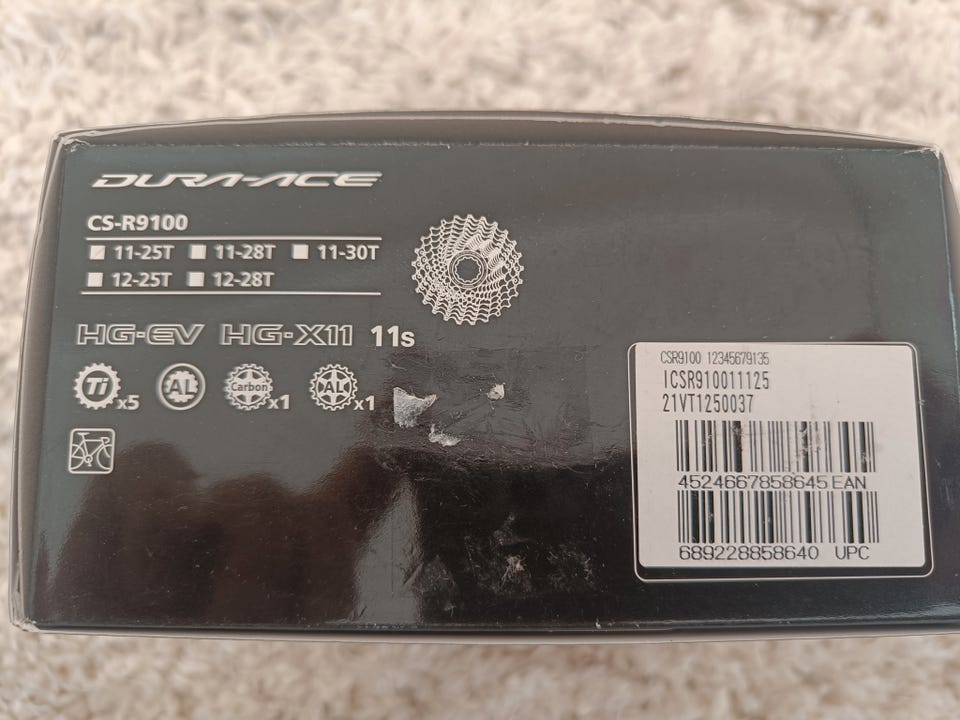 DURA-ACE
CS-R9100
11-25T 11-28T 11-30T
12-25T 12-28T
HG-EV HG-X11 11s
Ti x5 AL Carbon x1 AL x1
CSR9100 12345679135
ICSR910011125
21VT1250037
4524667858645 EAN
689228858640 UPC